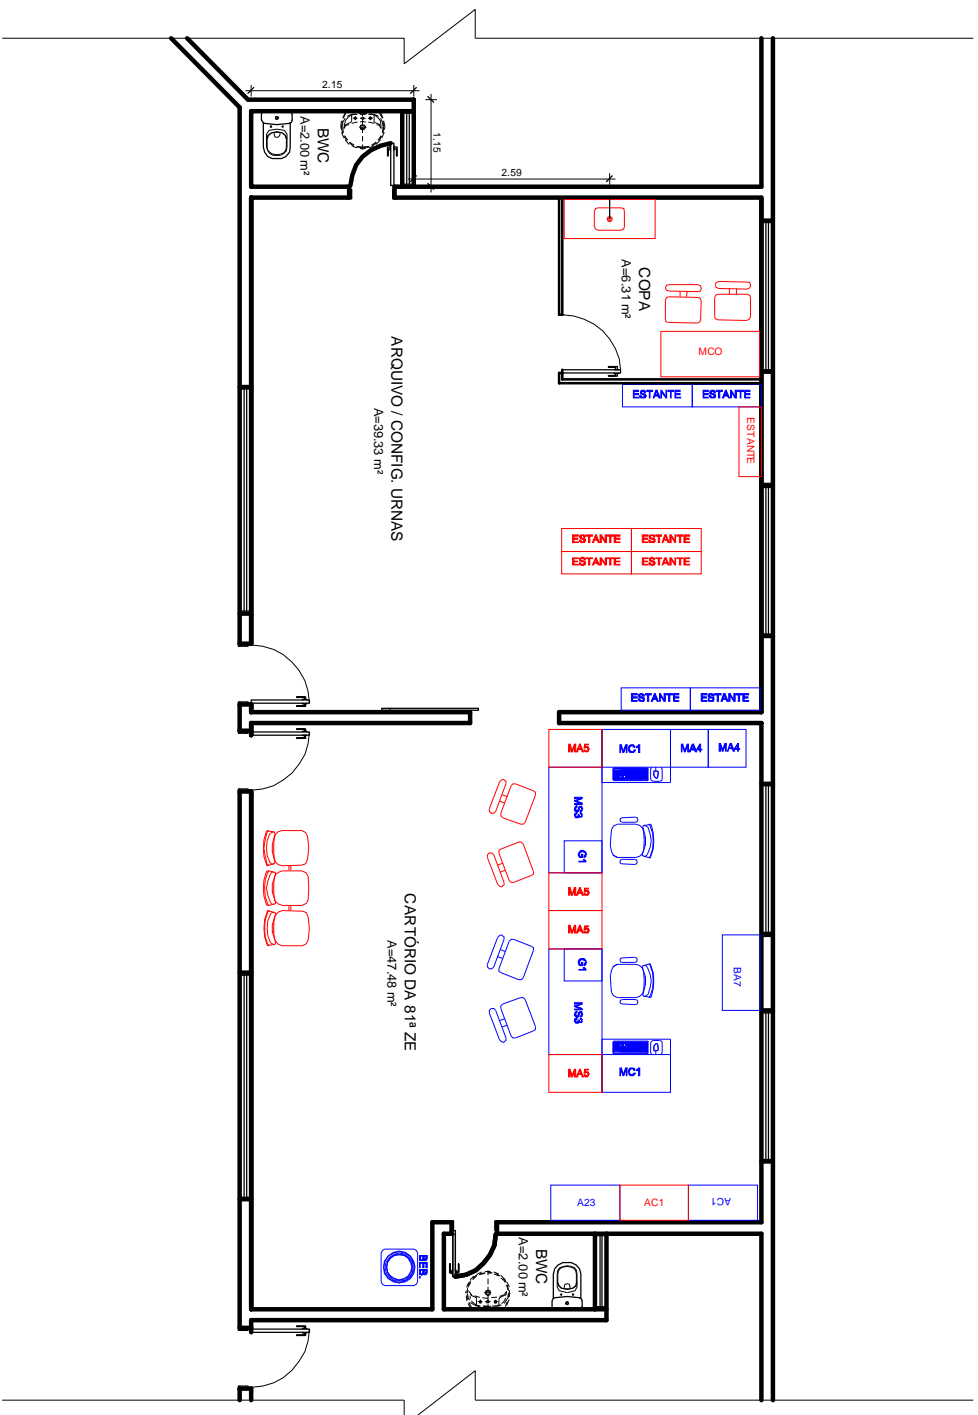 2.15
1.15
BWC
A=2.00 m²
2.59
COPA
A=6.31 m²
MCO
ESTANTE
ESTANTE
ESTANTE
ARQUIVO / CONFIG. URNAS
A=39.33 m²
ESTANTE
ESTANTE
ESTANTE
ESTANTE
ESTANTE
ESTANTE
MA5
MC1
MA4
MA4
MS3
G1
MA5
MA5
G1
MS3
BA7
MA5
MC1
CARTÓRIO DA 81ª ZE
A=47.48 m²
A23
AC1
AC1
BWC
A=2.00 m²
BEB.